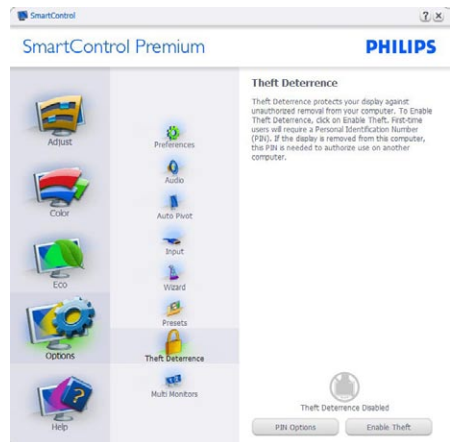 SmartControl
? x
SmartControl Premium
PHILIPS
Adjust
Color
Eco
Options
Help
Preferences
Audio
Auto Pivot
Input
Wizard
Presets
Theft Deterrence
Multi Monitors
Theft Deterrence
Theft Deterrence protects your display against
unauthorized removal from your computer. To Enable
Theft Deterrence, click on Enable Theft. First-time
users will require a Personal Identification Number
(PIN). If the display is removed from this computer,
this PIN is needed to authorize use on another
computer.
Theft Deterrence Disabled
PIN Options
Enable Theft